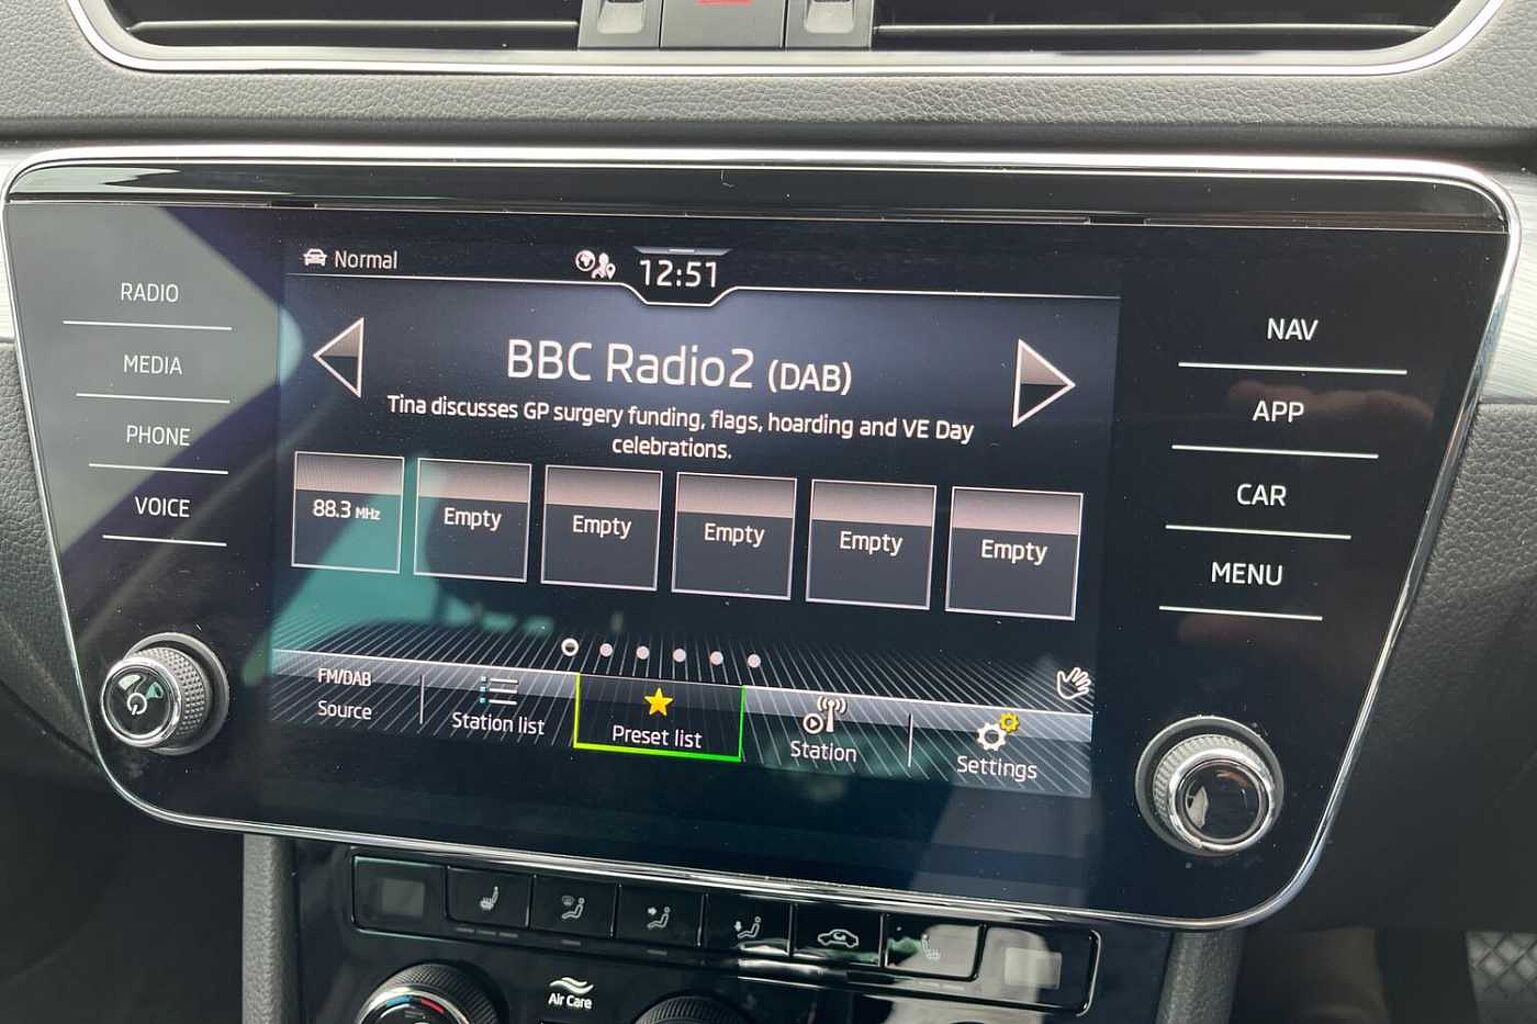 Normal
12:51
RADIO
MEDIA
PHONE
VOICE
BBC Radio2 (DAB)
Tina discusses GP surgery funding, flags, hoarding and VE Day
celebrations.
88.3 MHz
Empty
Empty
Empty
Empty
Empty
FM/DAB
Source
Station list
Preset list
Station
Settings
NAV
APP
CAR
MENU
Air Care